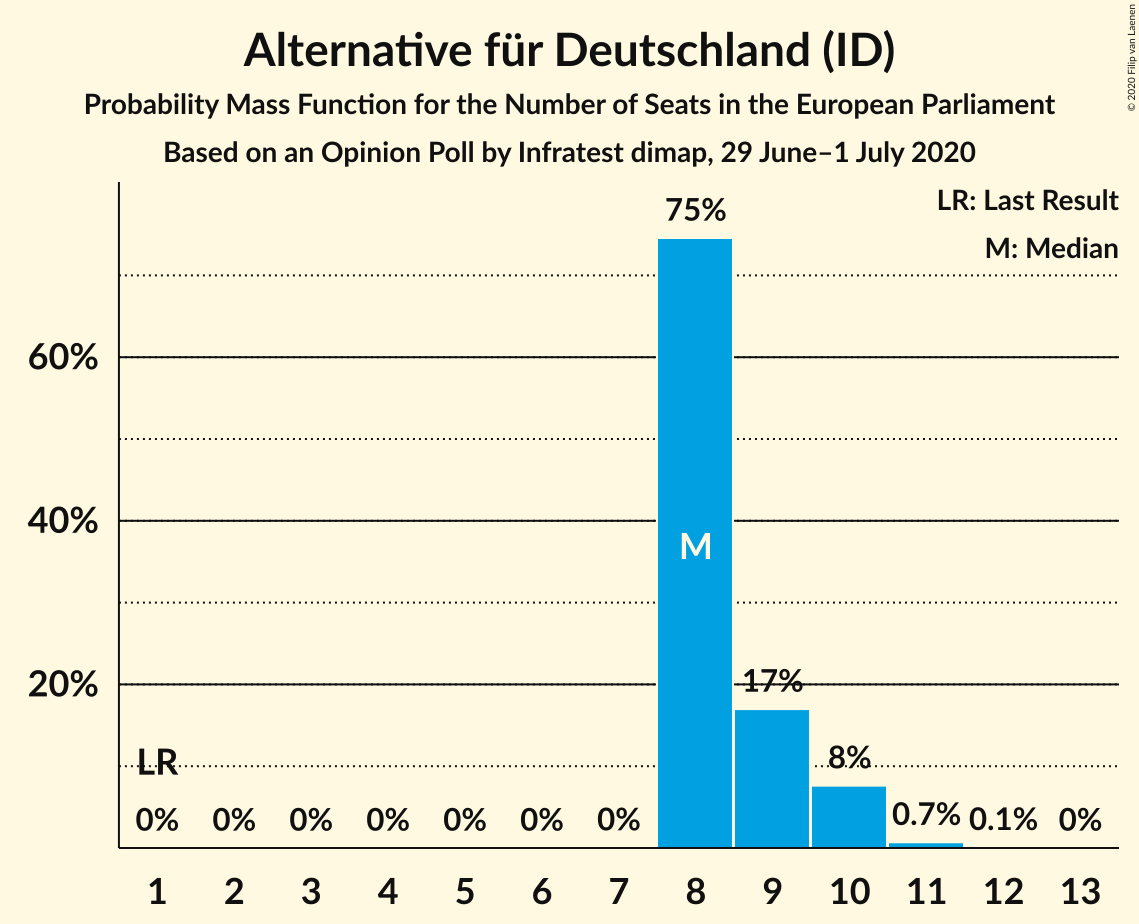 Alternative für Deutschland (ID)
Probability Mass Function for the Number of Seats in the European Parliament
Based on an Opinion Poll by Infratest dimap, 29 June–1 July 2020
© 2020 Filip van Laenen
LR: Last Result
M: Median
75%
60%
40%
M
20%
17%
LR
8%
0% 0% 0% 0% 0% 0% 0% 0.7% 0.1% 0%
1 2 3 4 5 6 7 8 9 10 11 12 13